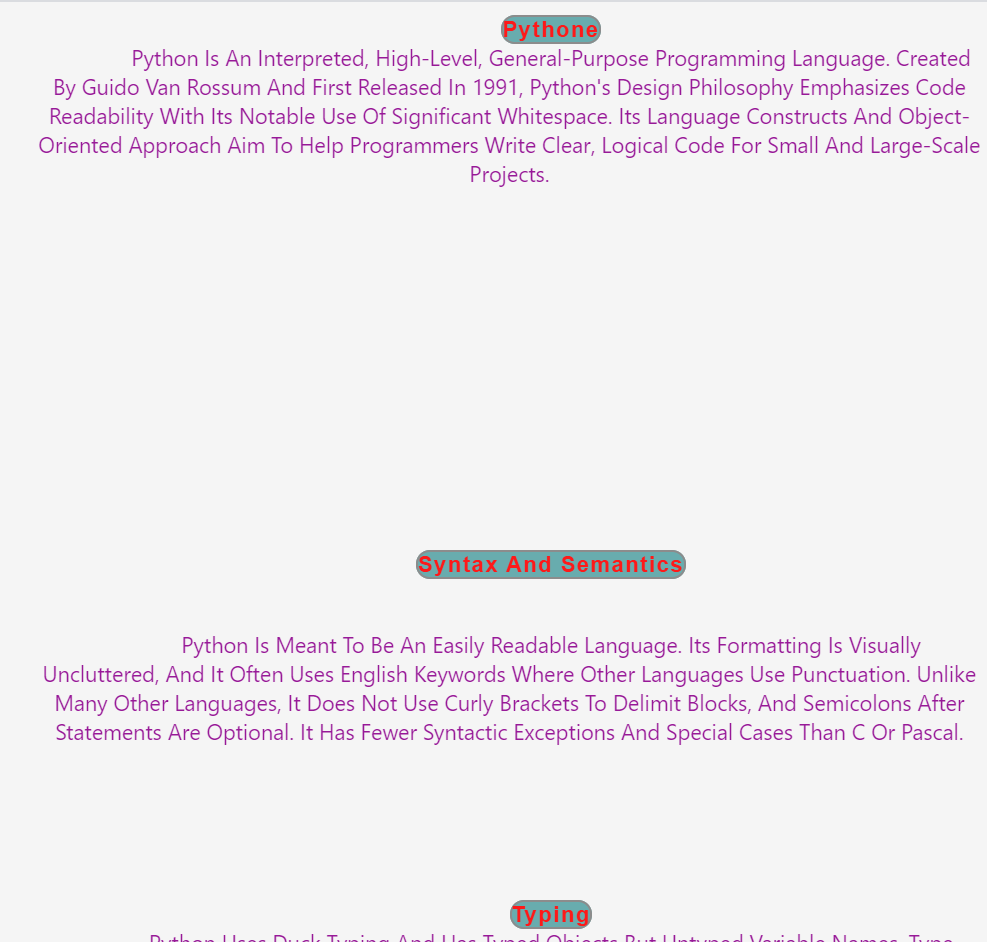 Pythone
Python Is An Interpreted, High-Level, General-Purpose Programming Language. Created
By Guido Van Rossum And First Released In 1991, Python's Design Philosophy Emphasizes Code
Readability With Its Notable Use Of Significant Whitespace. Its Language Constructs And Object-
Oriented Approach Aim To Help Programmers Write Clear, Logical Code For Small And Large-Scale
Projects.
Syntax And Semantics
Python Is Meant To Be An Easily Readable Language. Its Formatting Is Visually
Uncluttered, And It Often Uses English Keywords Where Other Languages Use Punctuation. Unlike
Many Other Languages, It Does Not Use Curly Brackets To Delimit Blocks, And Semicolons After
Statements Are Optional. It Has Fewer Syntactic Exceptions And Special Cases Than C Or Pascal.
Typing
Python Uses Duck Typing And Has Typed Objects But Untyped Variable Names. Type